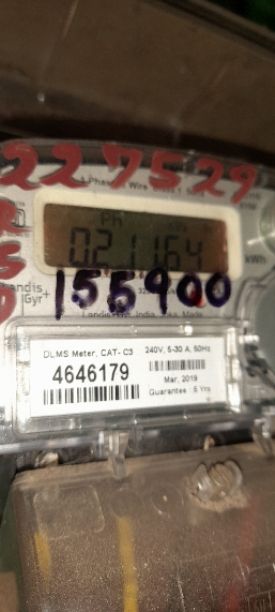 227529
Ph
021164
kWh
Landis
Gyr+
155900
DLMS Meter, CAT- C3
240V, 5-30 A, 50Hz
4646179
Mar, 2019
Guarantee : 5 Yrs